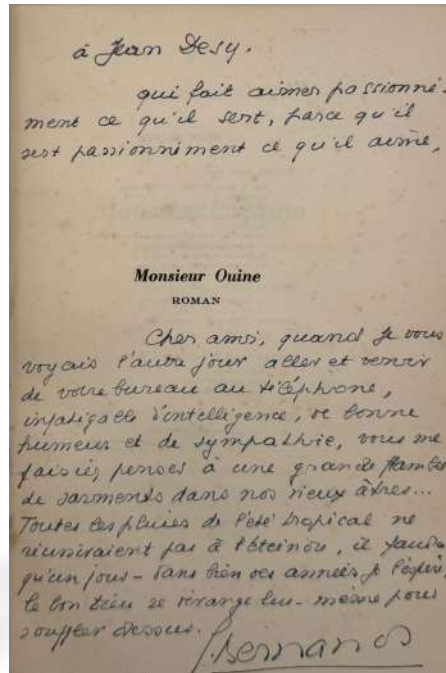 à Jean Desy.
qui fait aimer passionné-
ment ce qu'il sert, parce qu'il
sert passionnément ce qu'il aime,
Monsieur Ouine
ROMAN
Cher ami, quand je vous
voyais l'autre jour aller et venir
de votre bureau au téléphone,
infatigable d'intelligence, de bonne
humeur et de sympathie, vous me
faisiez penser à une grande flambée
de sarments dans nos vieux âtres...
Toutes les pluies de l'été tropical ne
réussiraient pas à l'éteindre, il faudra
qu'un jour - dans bien des années je l'espère,
le bon Dieu se dérange lui-même pour
souffler dessus.
G. Bernanos